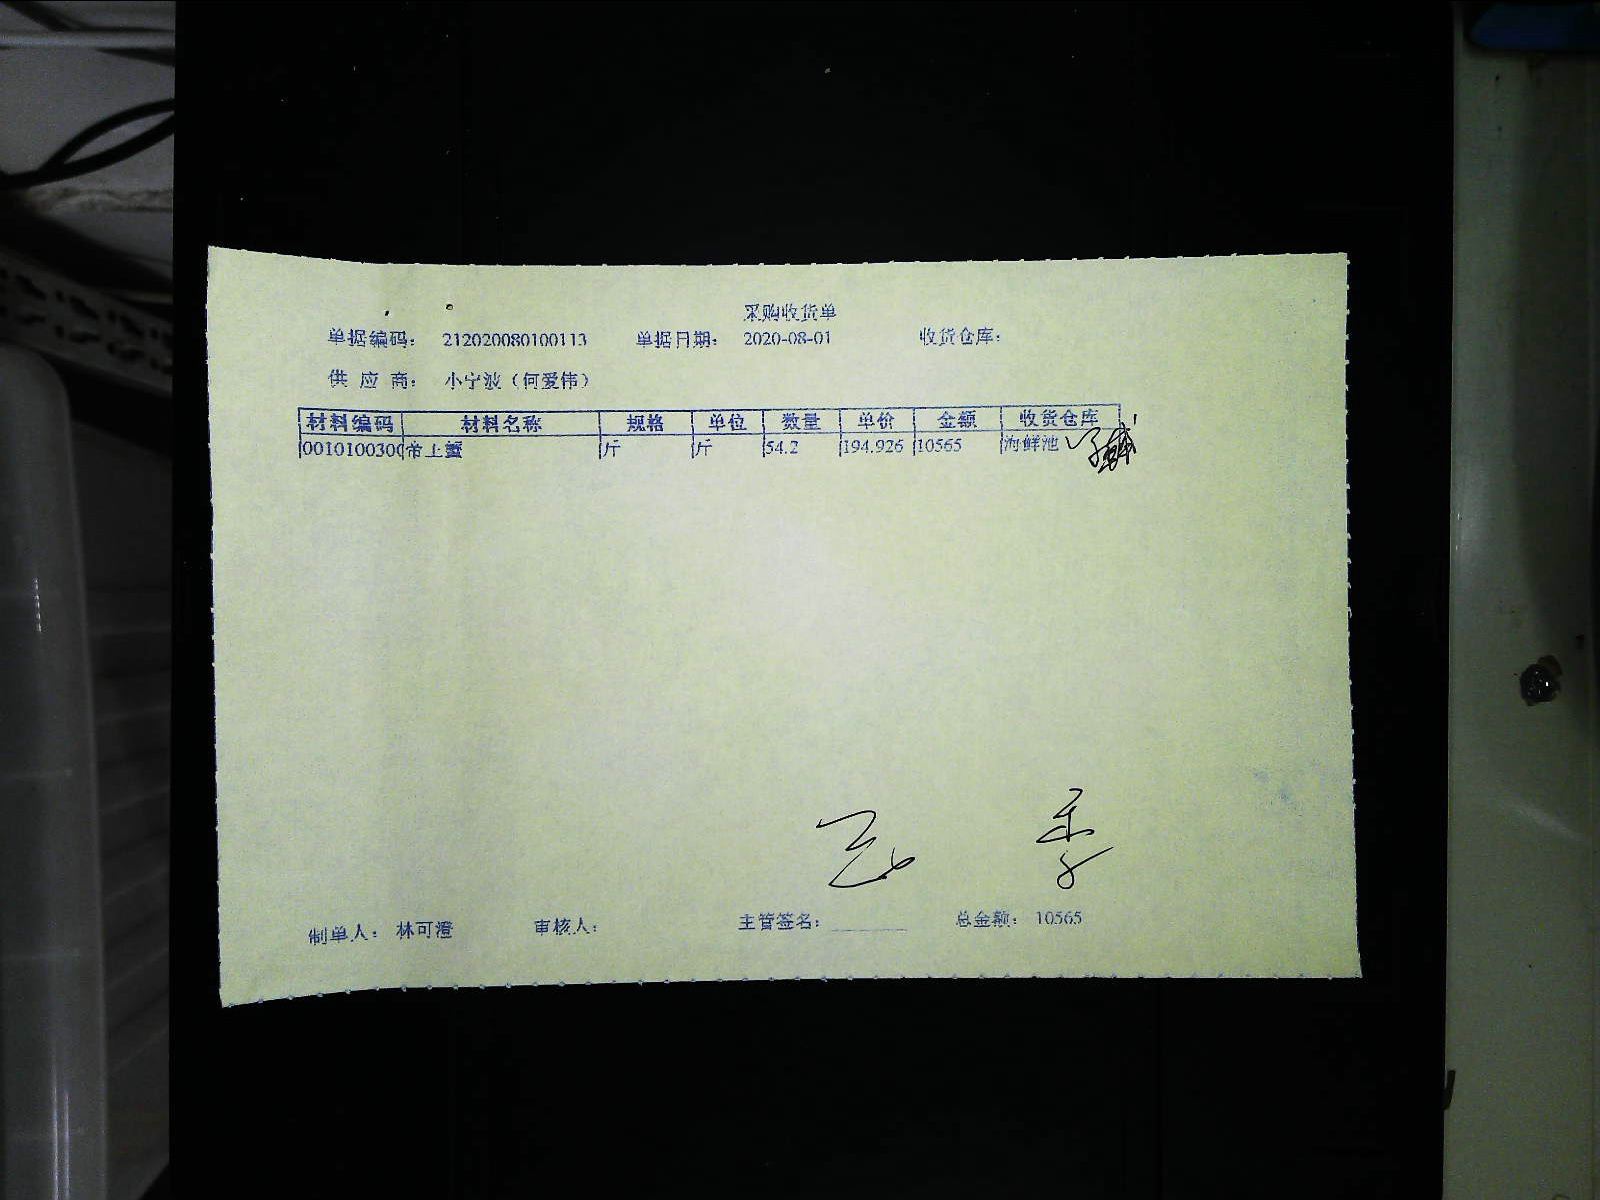 采购收货单
单据编码： 212020080100113 单据日期： 2020-08-01 收货仓库：
供 应 商： 小宁波（何爱伟）
材料编码 材料名称 规格 单位 数量 单价 金额 收货仓库
0010100300 帝王蟹 斤 斤 54.2 194.926 10565 海鲜池
制单人： 林可澄 审核人： 主管签名： 总金额： 10565